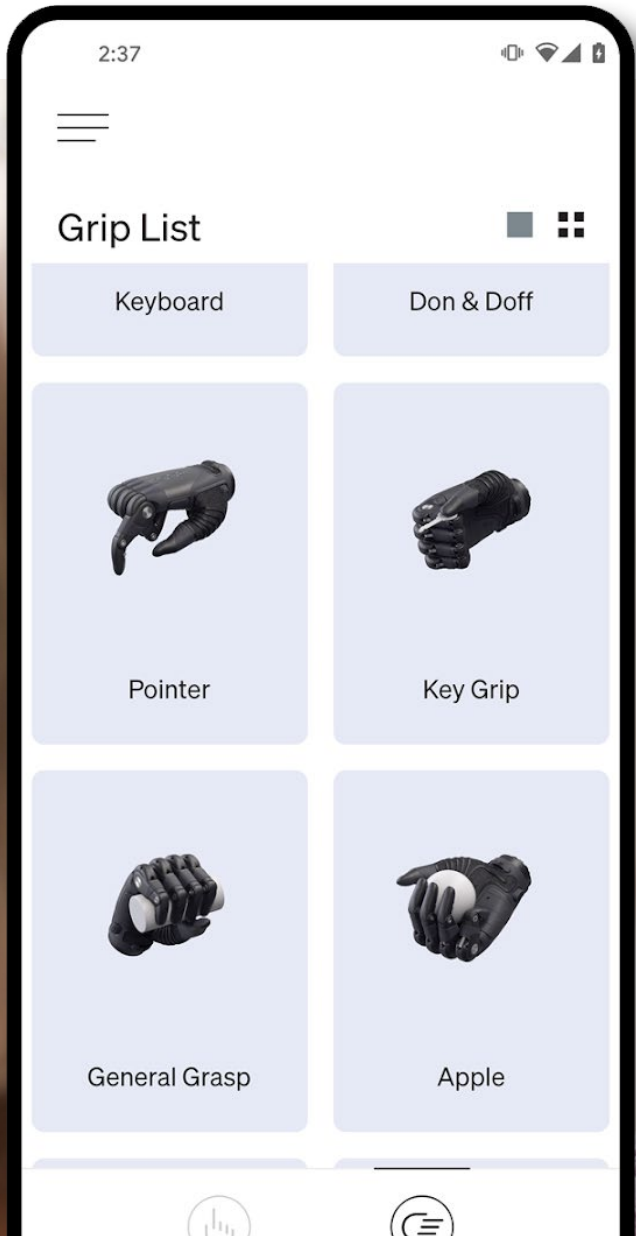 2:37
Grip List
Keyboard
Don & Doff
Pointer
Key Grip
General Grasp
Apple